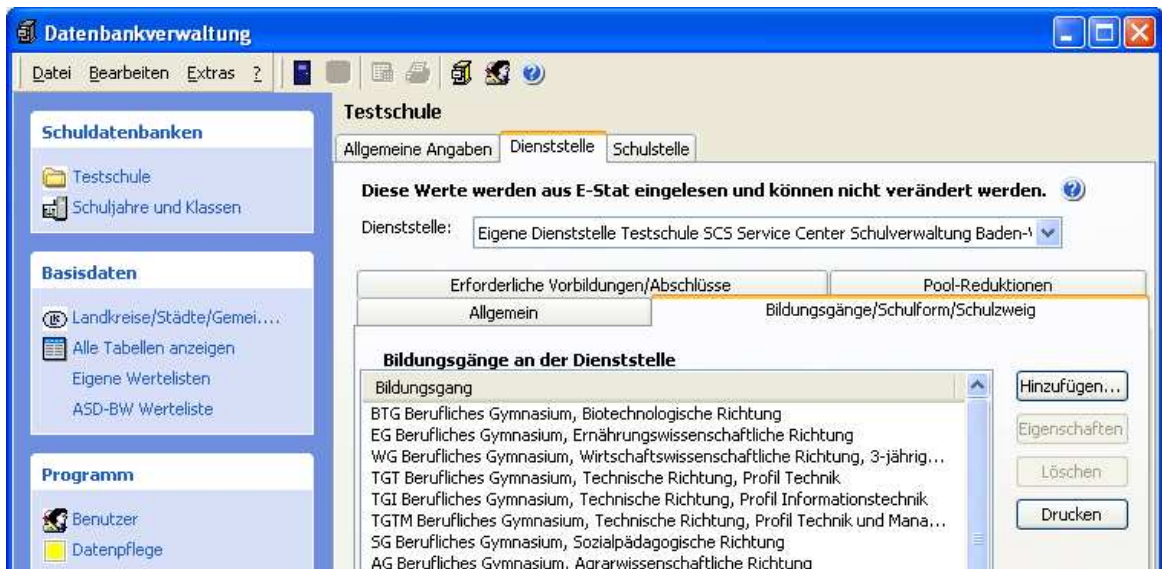 Datenbankverwaltung
Datei Bearbeiten Extras ?
Schuldatenbanken
Testschule
Schuljahre und Klassen
Basisdaten
Landkreise/Städte/Gemei....
Alle Tabellen anzeigen
Eigene Wertelisten
ASD-BW Werteliste
Programm
Benutzer
Datenpflege
Testschule
Allgemeine Angaben Dienststelle Schulstelle
Diese Werte werden aus E-Stat eingelesen und können nicht verändert werden.
Dienststelle: Eigene Dienststelle Testschule SCS Service Center Schulverwaltung Baden-
Erforderliche Vorbildungen/Abschlüsse Pool-Reduktionen
Allgemein Bildungsgänge/Schulform/Schulzweig
Bildungsgänge an der Dienststelle
Bildungsgang
BTG Berufliches Gymnasium, Biotechnologische Richtung
EG Berufliches Gymnasium, Ernährungswissenschaftliche Richtung
WG Berufliches Gymnasium, Wirtschaftswissenschaftliche Richtung, 3-jährig...
TGT Berufliches Gymnasium, Technische Richtung, Profil Technik
TGI Berufliches Gymnasium, Technische Richtung, Profil Informationstechnik
TGTM Berufliches Gymnasium, Technische Richtung, Profil Technik und Mana...
SG Berufliches Gymnasium, Sozialpädagogische Richtung
AG Berufliches Gymnasium, Agrarwissenschaftliche Richtung
Hinzufügen...
Eigenschaften
Löschen
Drucken